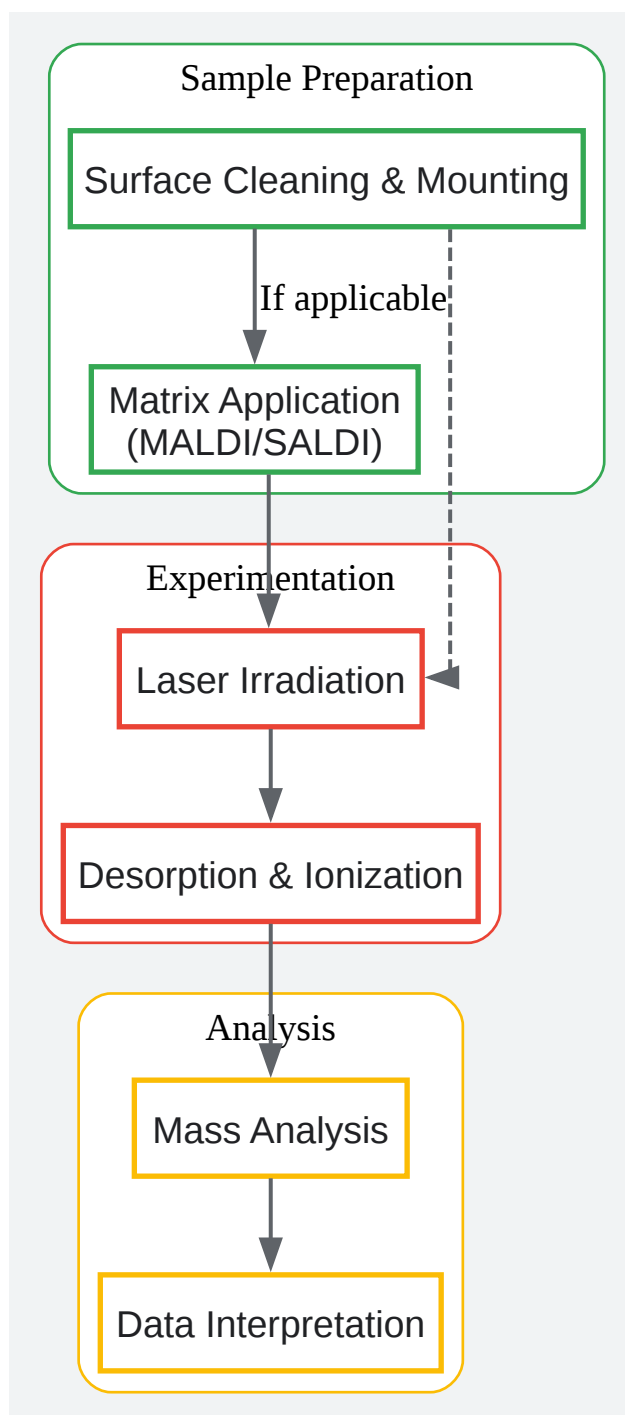 Sample Preparation
Surface Cleaning & Mounting
If applicable
Matrix Application
(MALDI/SALDI)
Experimentation
Laser Irradiation
Desorption & Ionization
Analysis
Mass Analysis
Data Interpretation